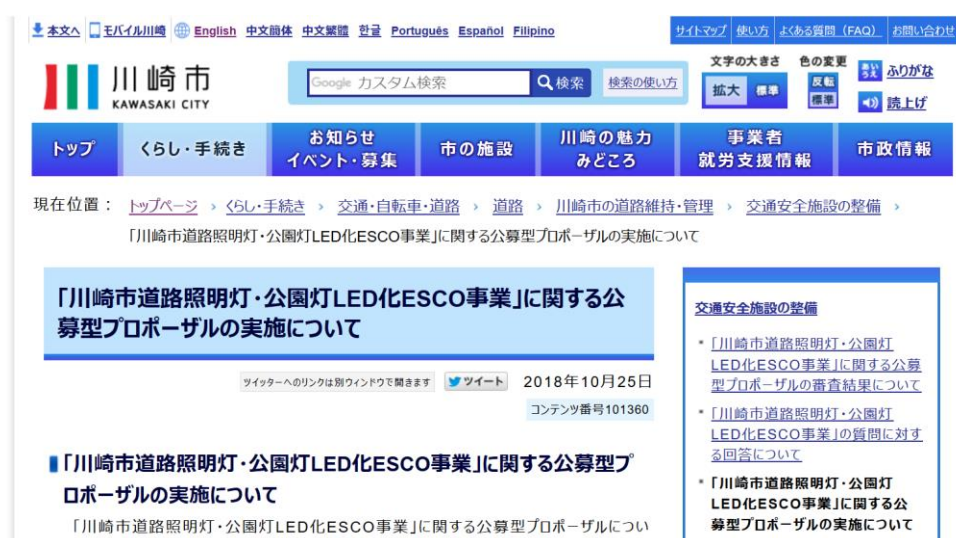 本文へ モバイル川崎 English 中文簡体 中文繁體 한글 Português Español Filipino サイトマップ 使い方 よくある質問（FAQ） お問い合わせ
川崎市
KAWASAKI CITY
Google カスタム検索 検索 検索の使い方
文字の大きさ 色の変更
拡大 標準 反転 標準
あいうえ ふりがな
読上げ
トップ くらし・手続き お知らせ イベント・募集 市の施設 川崎の魅力 みどころ 事業者 就労支援情報 市政情報
現在位置： トップページ › くらし・手続き › 交通・自転車・道路 › 道路 › 川崎市の道路維持・管理 › 交通安全施設の整備 ›
「川崎市道路照明灯・公園灯LED化ESCO事業」に関する公募型プロポーザルの実施について
「川崎市道路照明灯・公園灯LED化ESCO事業」に関する公
募型プロポーザルの実施について
ツイッターへのリンクは別ウィンドウで開きます ツイート 2018年10月25日
コンテンツ番号101360
「川崎市道路照明灯・公園灯LED化ESCO事業」に関する公募型プ
ロポーザルの実施について
「川崎市道路照明灯・公園灯LED化ESCO事業」に関する公募型プロポーザルについ
交通安全施設の整備
「川崎市道路照明灯・公園灯
LED化ESCO事業」に関する公募
型プロポーザルの審査結果について
「川崎市道路照明灯・公園灯
LED化ESCO事業」の質問に対す
る回答について
「川崎市道路照明灯・公園灯
LED化ESCO事業」に関する公
募型プロポーザルの実施について